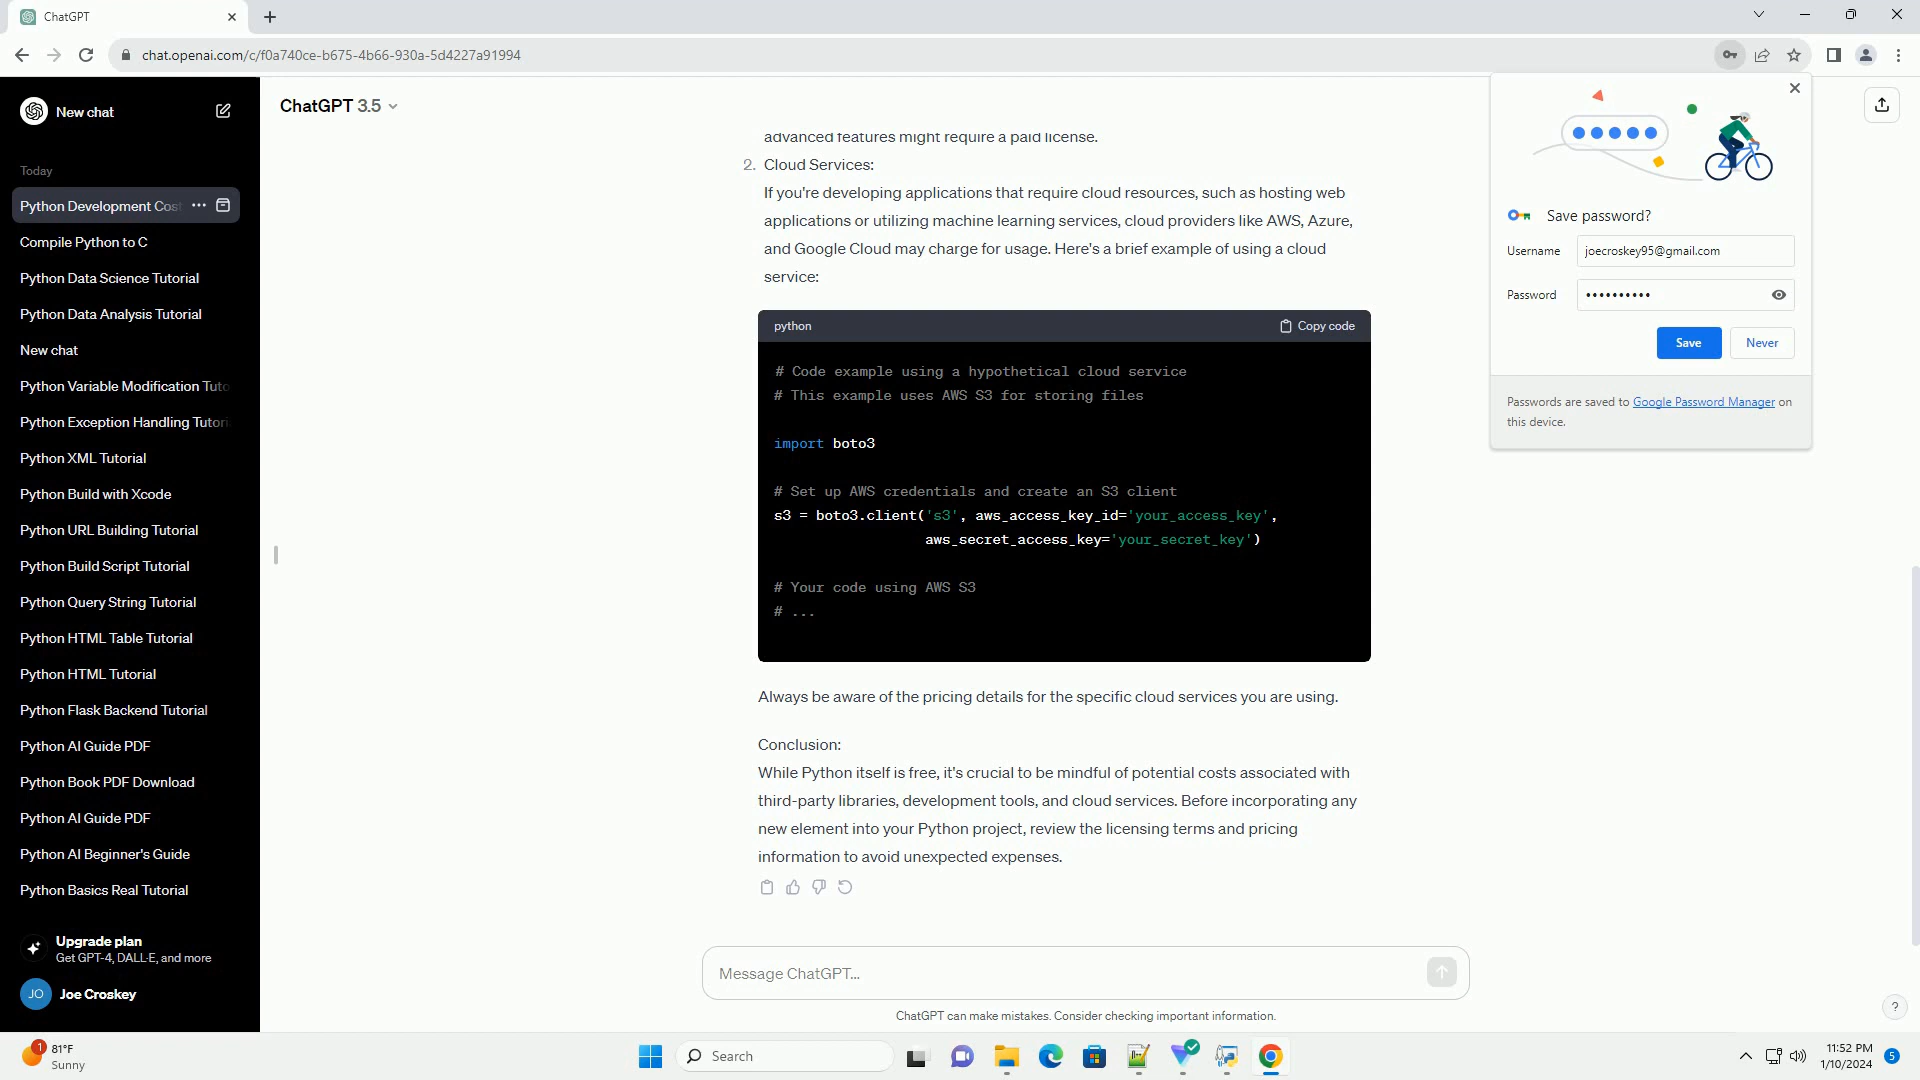 ChatGPT
chat.openai.com/c/f0a740ce-b675-4b66-930a-5d4227a91994
New chat
Today
Python Development Cost
Compile Python to C
Python Data Science Tutorial
Python Data Analysis Tutorial
New chat
Python Variable Modification Tuto
Python Exception Handling Tutori
Python XML Tutorial
Python Build with Xcode
Python URL Building Tutorial
Python Build Script Tutorial
Python Query String Tutorial
Python HTML Table Tutorial
Python HTML Tutorial
Python Flask Backend Tutorial
Python AI Guide PDF
Python Book PDF Download
Python AI Guide PDF
Python AI Beginner's Guide
Python Basics Real Tutorial
Upgrade plan
Get GPT-4, DALL·E, and more
JO Joe Croskey
ChatGPT 3.5
advanced features might require a paid license.
2. Cloud Services:
If you're developing applications that require cloud resources, such as hosting web
applications or utilizing machine learning services, cloud providers like AWS, Azure,
and Google Cloud may charge for usage. Here's a brief example of using a cloud
service:
python Copy code
# Code example using a hypothetical cloud service
# This example uses AWS S3 for storing files
import boto3
# Set up AWS credentials and create an S3 client
s3 = boto3.client('s3', aws_access_key_id='your_access_key',
aws_secret_access_key='your_secret_key')
# Your code using AWS S3
# ...
Always be aware of the pricing details for the specific cloud services you are using.
Conclusion:
While Python itself is free, it's crucial to be mindful of potential costs associated with
third-party libraries, development tools, and cloud services. Before incorporating any
new element into your Python project, review the licensing terms and pricing
information to avoid unexpected expenses.
Message ChatGPT...
ChatGPT can make mistakes. Consider checking important information.
?
Save password?
Username joecroskey95@gmail.com
Password ••••••••••
Save Never
Passwords are saved to Google Password Manager on
this device.
1 81°F
Sunny
Search
11:52 PM
1/10/2024
5